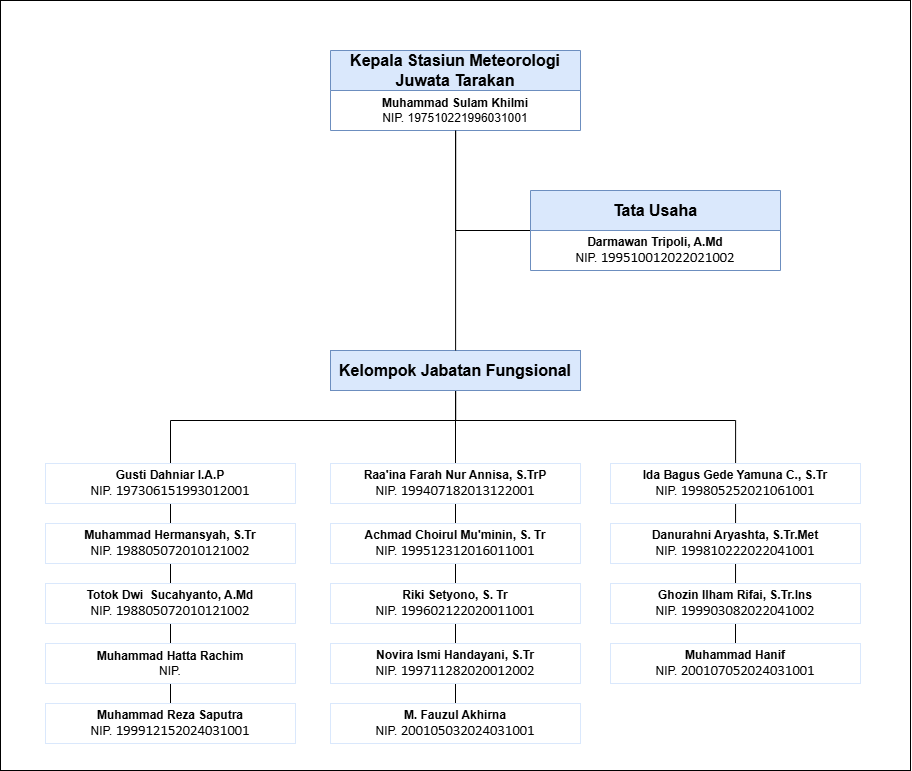 Kepala Stasiun Meteorologi
Juwata Tarakan
Muhammad Sulam Khilmi
NIP. 197510221996031001
Tata Usaha
Darmawan Tripoli, A.Md
NIP. 199510012022021002
Kelompok Jabatan Fungsional
Gusti Dahniar I.A.P
NIP. 197306151993012001
Muhammad Hermansyah, S.Tr
NIP. 198805072010121002
Totok Dwi  Sucahyanto, A.Md
NIP. 198805072010121002
Muhammad Hatta Rachim
NIP.
Muhammad Reza Saputra
NIP. 199912152024031001
Raa'ina Farah Nur Annisa, S.TrP
NIP. 199407182013122001
Achmad Choirul Mu'minin, S. Tr
NIP. 199512312016011001
Riki Setyono, S. Tr
NIP. 199602122020011001
Novira Ismi Handayani, S.Tr
NIP. 199711282020012002
M. Fauzul Akhirna
NIP. 200105032024031001
Ida Bagus Gede Yamuna C., S.Tr
NIP. 199805252021061001
Danurahni Aryashta, S.Tr.Met
NIP. 199810222022041001
Ghozin Ilham Rifai, S.Tr.Ins
NIP. 199903082022041002
Muhammad Hanif
NIP. 200107052024031001